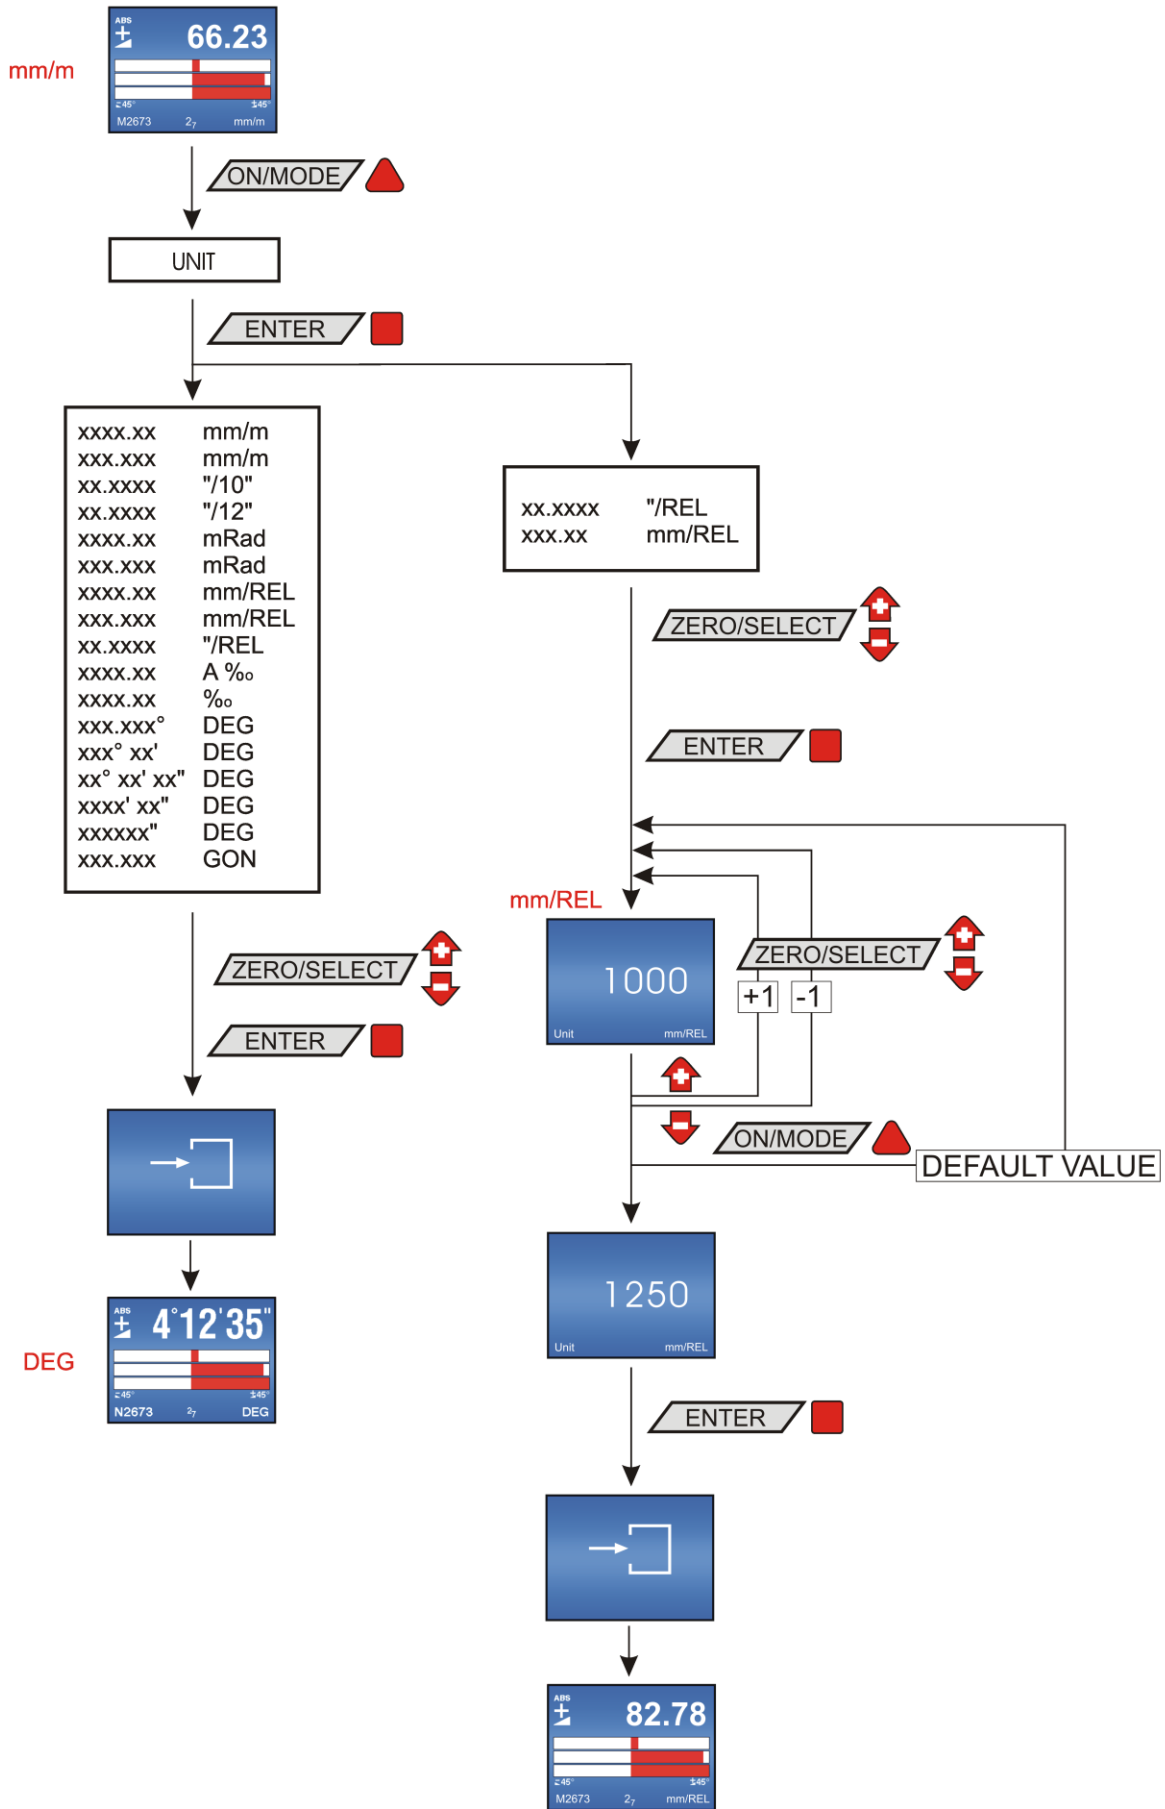 ABS
66.23
mm/m
45° 45°
M2673 27 mm/m
ON/MODE
UNIT
ENTER
xxxx.xx mm/m
xxx.xxx mm/m
xx.xxxx "/10"
xx.xxxx "/12"
xxxx.xx mRad
xxx.xxx mRad
xxxx.xx mm/REL
xxx.xxx mm/REL
xx.xxxx "/REL
xxxx.xx A ‰
xxxx.xx ‰
xxx.xxx° DEG
xxx° xx' DEG
xx° xx' xx" DEG
xxxx' xx" DEG
xxxxxx" DEG
xxx.xxx GON
ZERO/SELECT
ENTER
ABS
4°12'35"
DEG
45° 45°
N2673 27 DEG
xx.xxxx "/REL
xxx.xx mm/REL
ZERO/SELECT
ENTER
mm/REL
1000
Unit mm/REL
ZERO/SELECT
+1 -1
ON/MODE
DEFAULT VALUE
1250
Unit mm/REL
ENTER
ABS
82.78
45° 45°
M2673 27 mm/REL